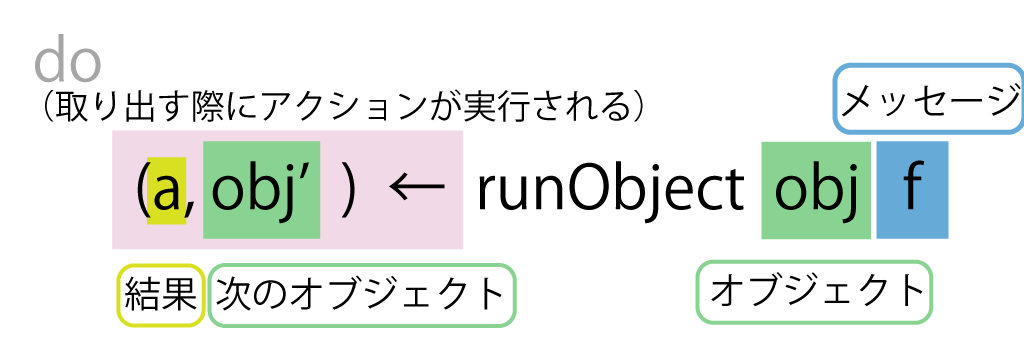 do
（取り出す際にアクションが実行される）
メッセージ
(a, obj′ ) ← runObject obj f
結果 次のオブジェクト オブジェクト